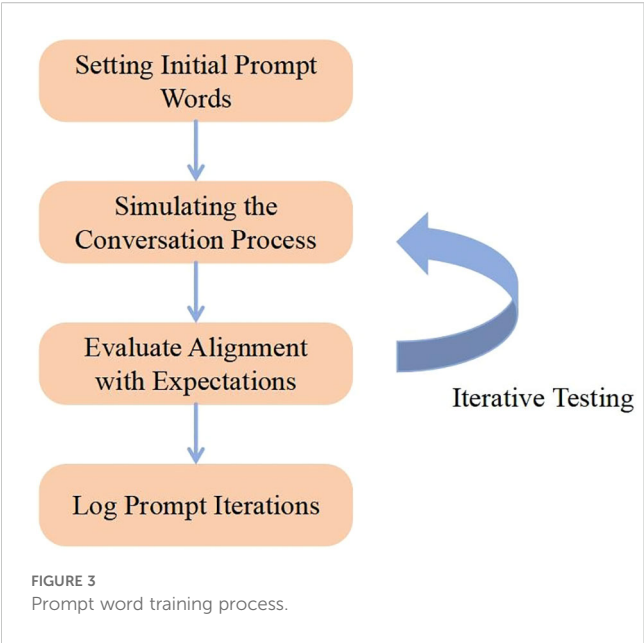 Setting Initial Prompt
Words
Simulating the
Conversation Process
Evaluate Alignment
with Expectations
Iterative Testing
Log Prompt Iterations
FIGURE 3
Prompt word training process.